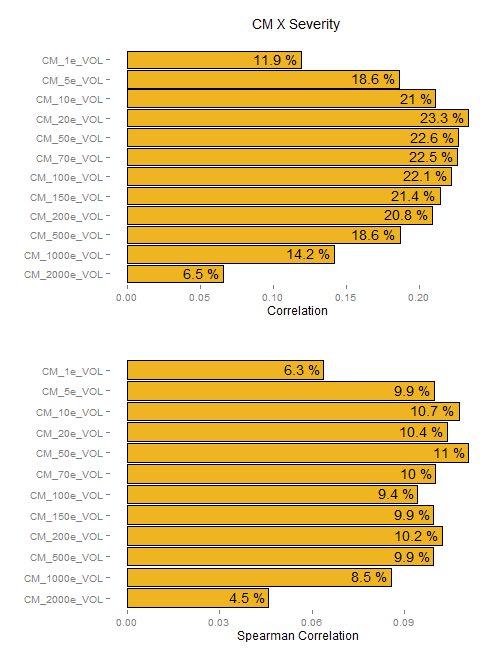 CM X Severity
CM_1e_VOL 11.9 %
CM_5e_VOL 18.6 %
CM_10e_VOL 21 %
CM_20e_VOL 23.3 %
CM_50e_VOL 22.6 %
CM_70e_VOL 22.5 %
CM_100e_VOL 22.1 %
CM_150e_VOL 21.4 %
CM_200e_VOL 20.8 %
CM_500e_VOL 18.6 %
CM_1000e_VOL 14.2 %
CM_2000e_VOL 6.5 %
0.00 0.05 0.10 0.15 0.20
Correlation
CM_1e_VOL 6.3 %
CM_5e_VOL 9.9 %
CM_10e_VOL 10.7 %
CM_20e_VOL 10.4 %
CM_50e_VOL 11 %
CM_70e_VOL 10 %
CM_100e_VOL 9.4 %
CM_150e_VOL 9.9 %
CM_200e_VOL 10.2 %
CM_500e_VOL 9.9 %
CM_1000e_VOL 8.5 %
CM_2000e_VOL 4.5 %
0.00 0.03 0.06 0.09
Spearman Correlation